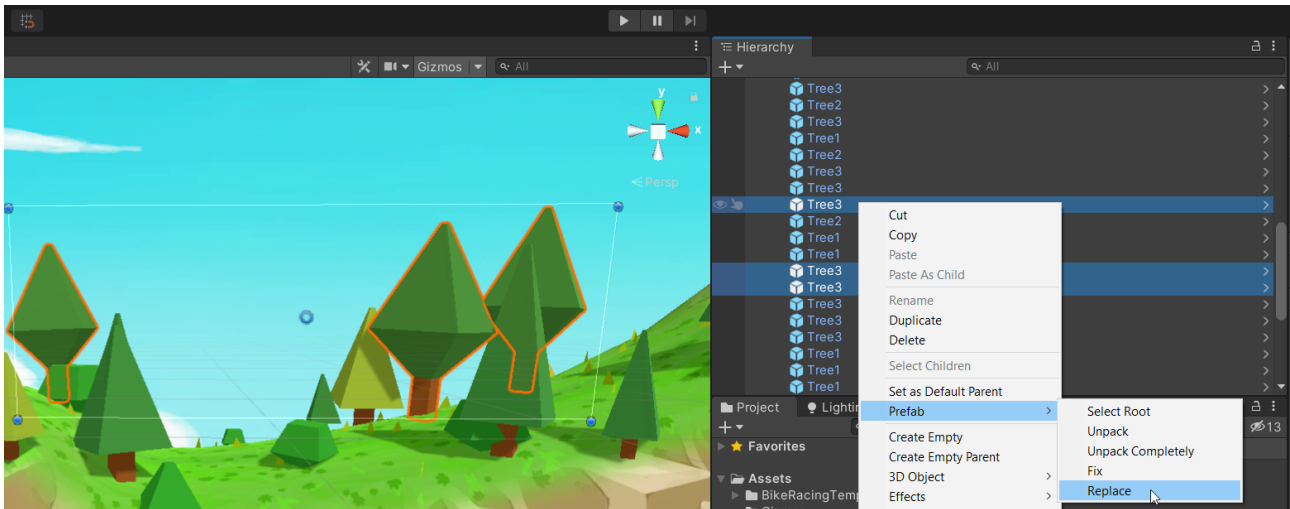 Hierarchy
Gizmos
All
All
y
x
Persp
Tree3
Tree2
Tree3
Tree1
Tree2
Tree3
Tree3
Tree3
Tree2
Tree1
Tree1
Tree3
Tree3
Tree3
Tree3
Tree3
Tree1
Tree1
Tree1
Cut
Copy
Paste
Paste As Child
Rename
Duplicate
Delete
Select Children
Set as Default Parent
Prefab
Create Empty
Create Empty Parent
3D Object
Effects
Select Root
Unpack
Unpack Completely
Fix
Replace
Project
Lightin
13
Favorites
Assets
BikeRacingTemp